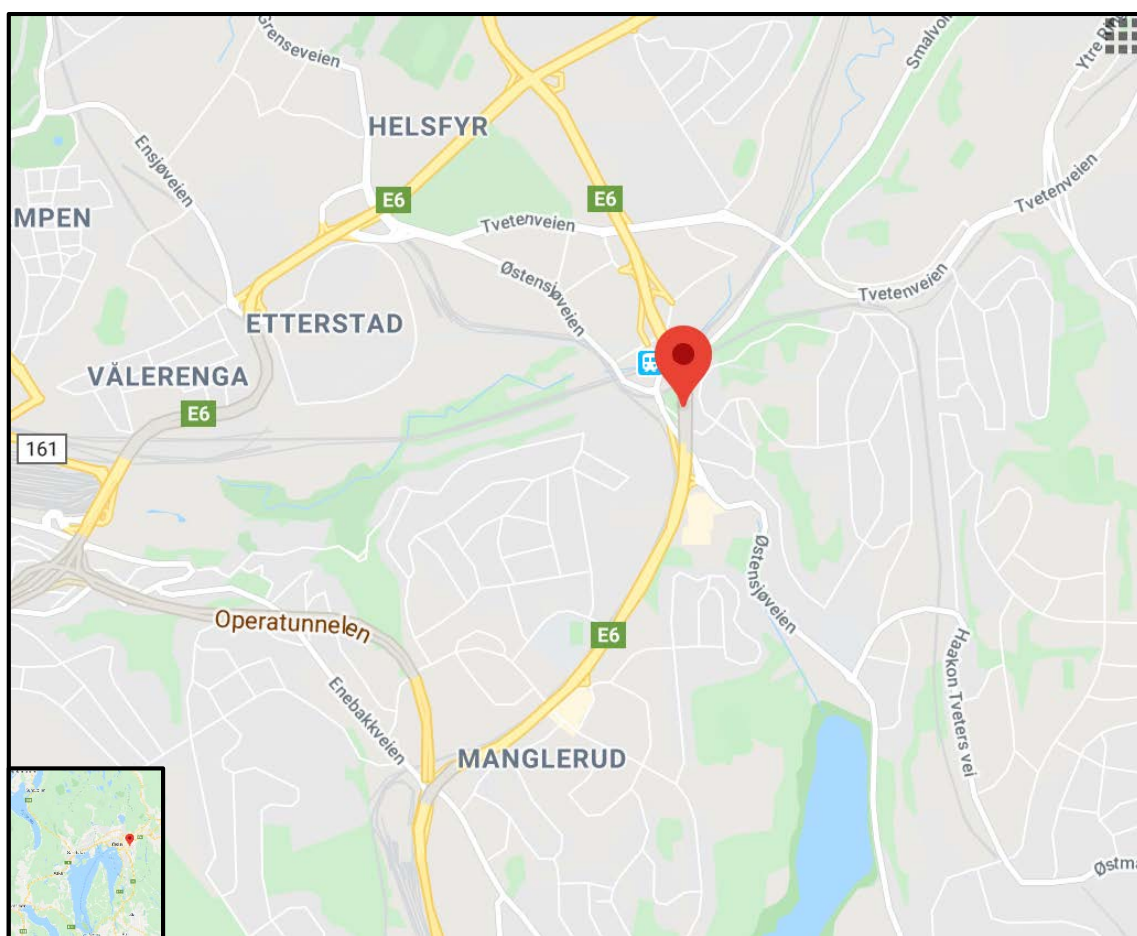 Grenseveien
Smalvoll
Ytre Ri
HELSFYR
Ensjøveien
E6
E6
Tvetenveien
MPEN
Tvetenveien
Østensjøveien
Tvetenveien
ETTERSTAD
VÅLERENGA
E6
161
Østensjøveien
Operatunnelen
E6
Haakon Tveters vei
Enebakkveien
MANGLERUD
Østma